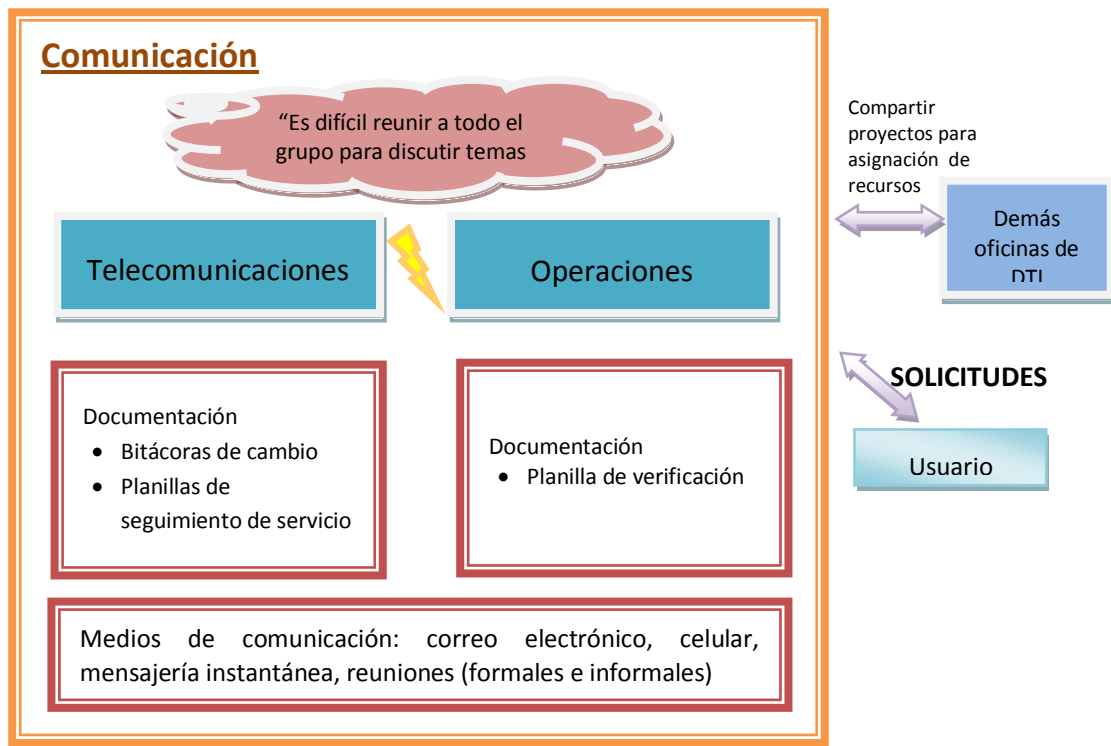 Comunicación
“Es difícil reunir a todo el
grupo para discutir temas
Compartir
proyectos para
asignación de
recursos
Telecomunicaciones
Operaciones
Demás
oficinas de
DTI
SOLICITUDES
Usuario
Documentación
• Bitácoras de cambio
• Planillas de
seguimiento de servicio
Documentación
• Planilla de verificación
Medios de comunicación: correo electrónico, celular,
mensajería instantánea, reuniones (formales e informales)